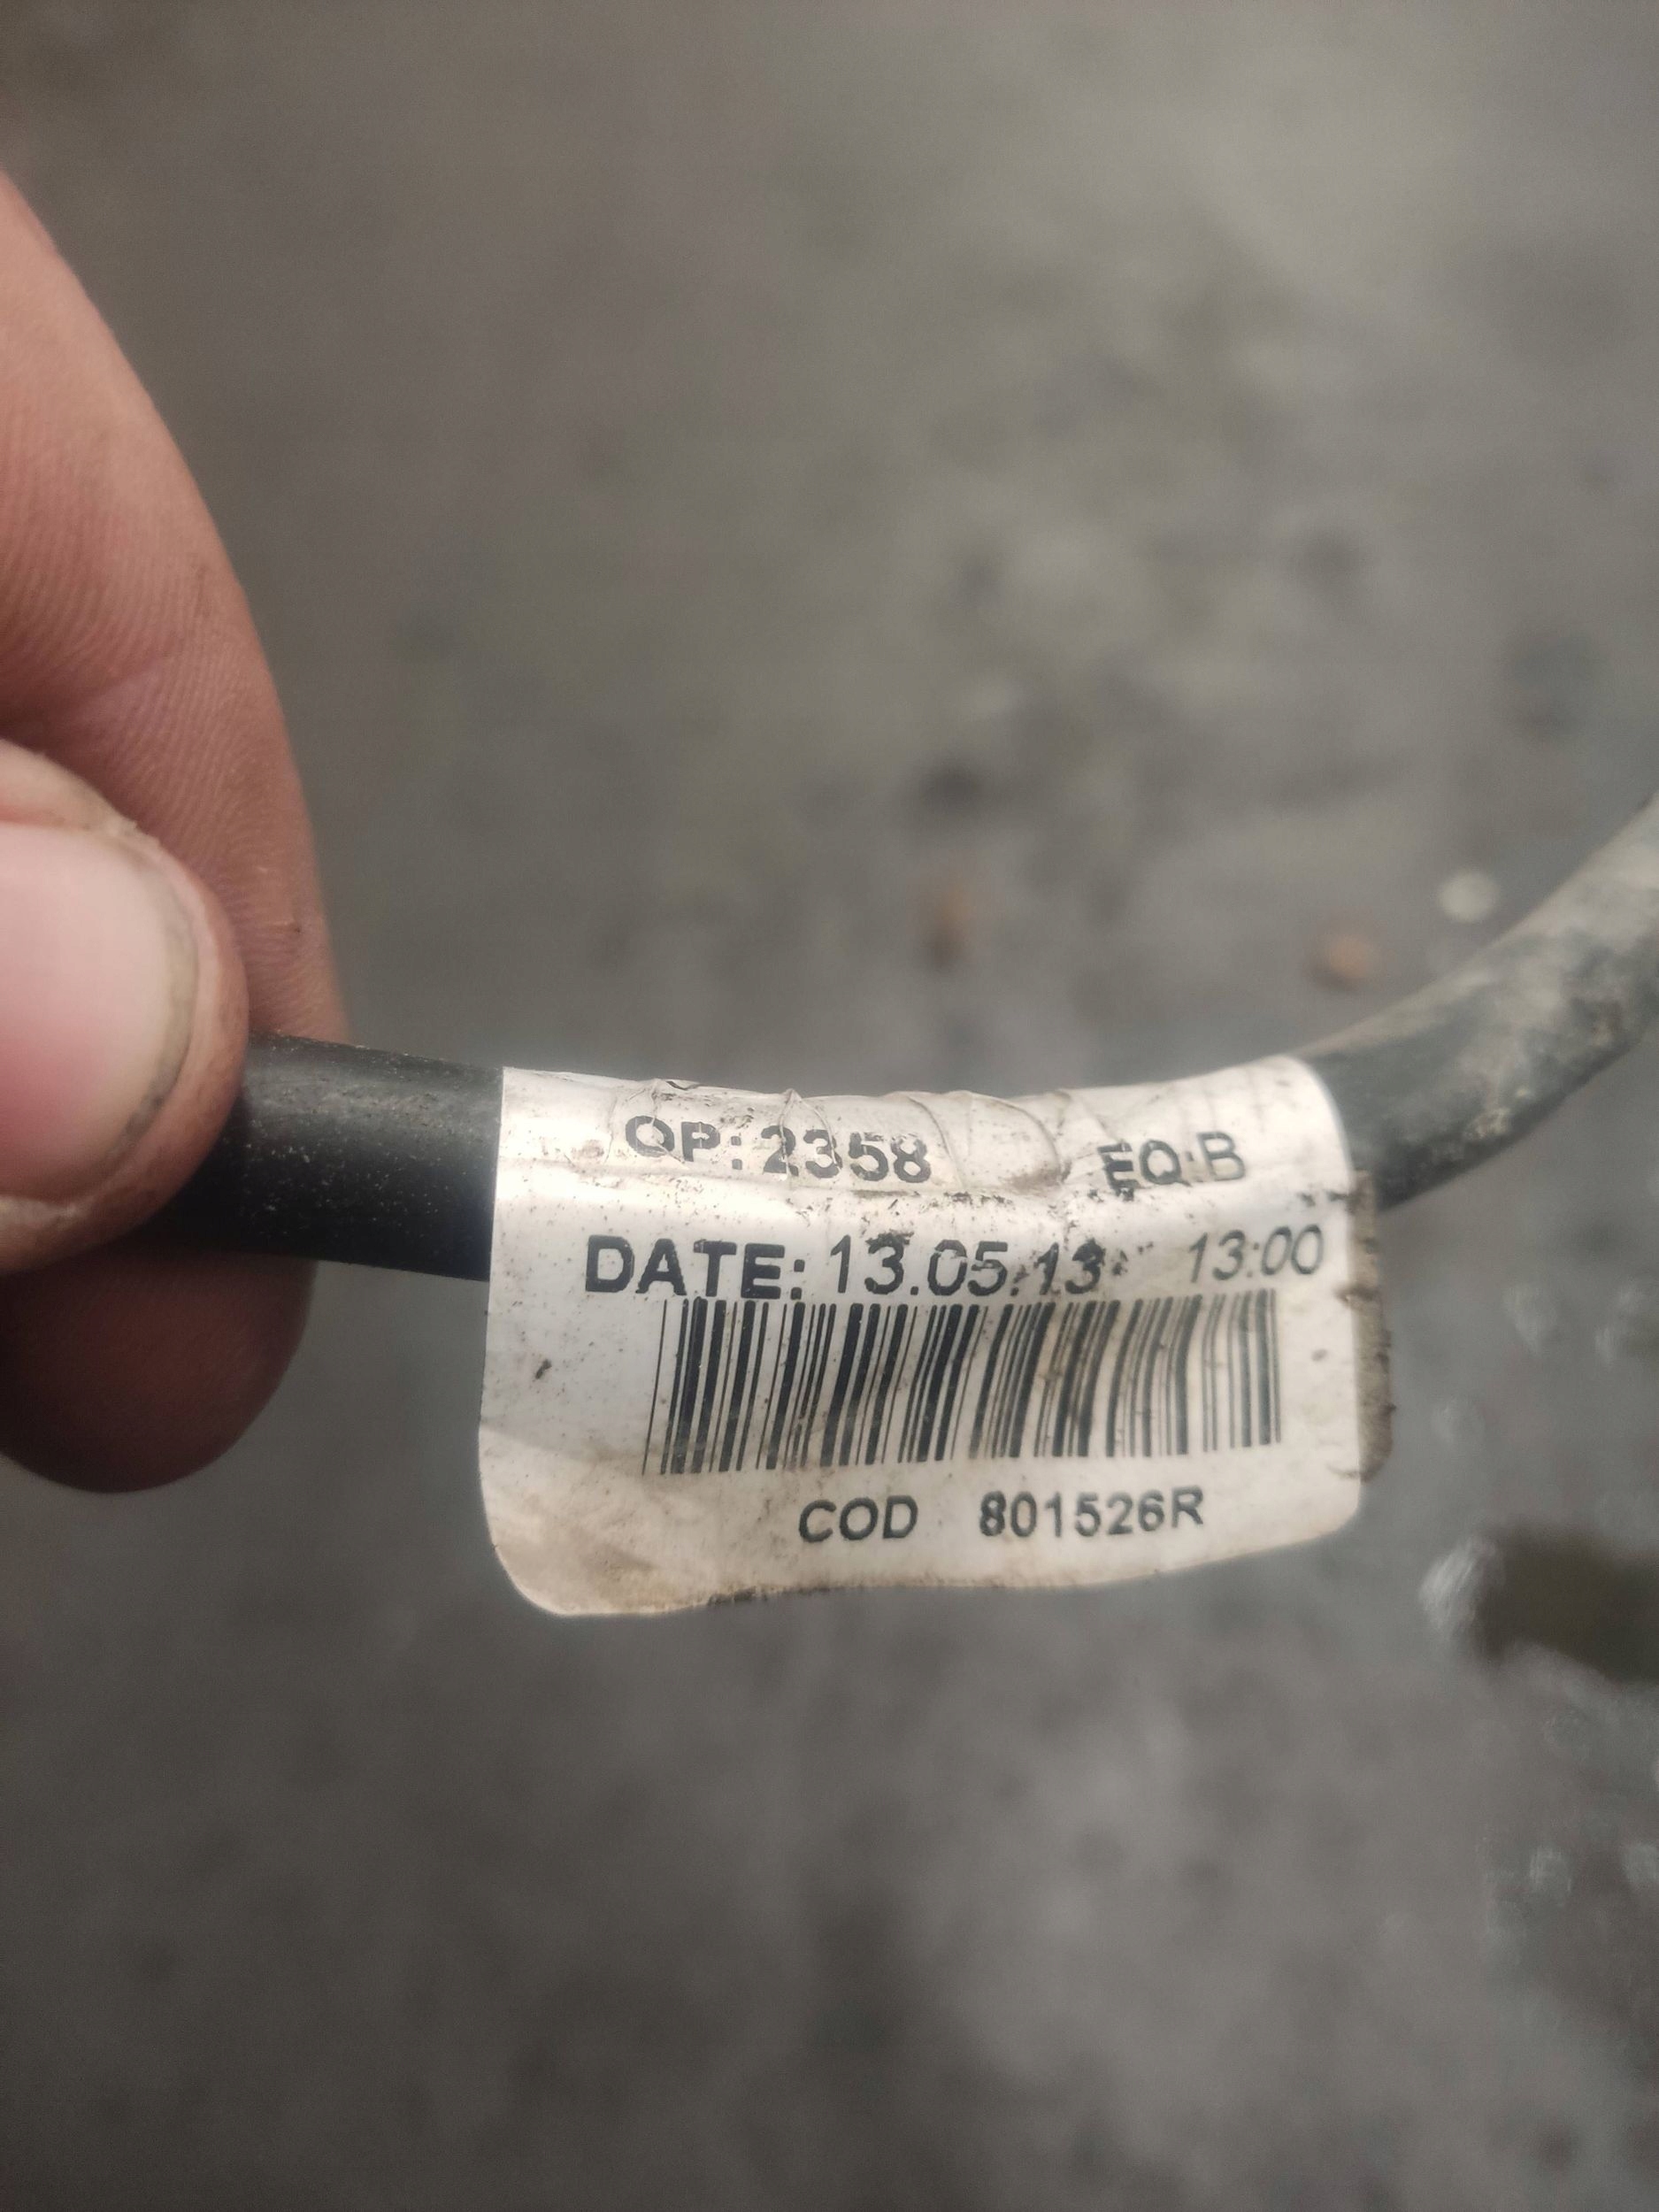 OP: 2358 EQ:B
DATE: 13.05.13 13:00
COD 801526R